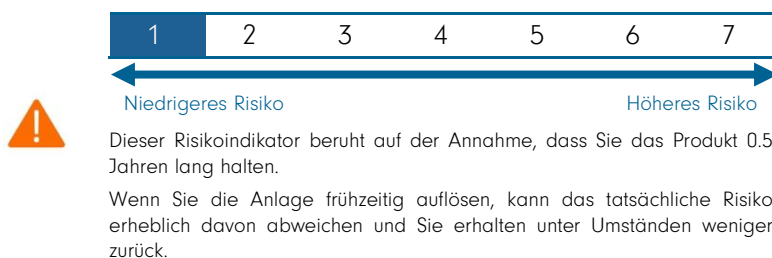 1 2 3 4 5 6 7
Niedrigeres Risiko Höheres Risiko
Dieser Risikoindikator beruht auf der Annahme, dass Sie das Produkt 0.5
Jahren lang halten.
Wenn Sie die Anlage frühzeitig auflösen, kann das tatsächliche Risiko
erheblich davon abweichen und Sie erhalten unter Umständen weniger
zurück.